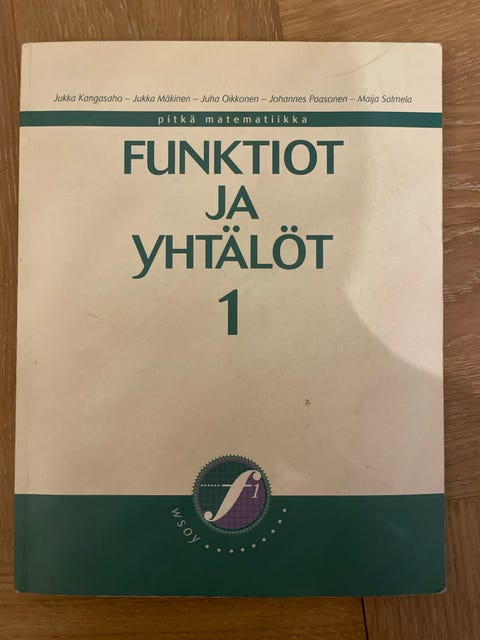 Jukka Kangasaho – Jukka Mäkinen – Juha Oikkonen – Johannes Paasonen – Maija Salmela
pitkä matematiikka
FUNKTIOT
JA
YHTÄLÖT
1
f1
wsoy